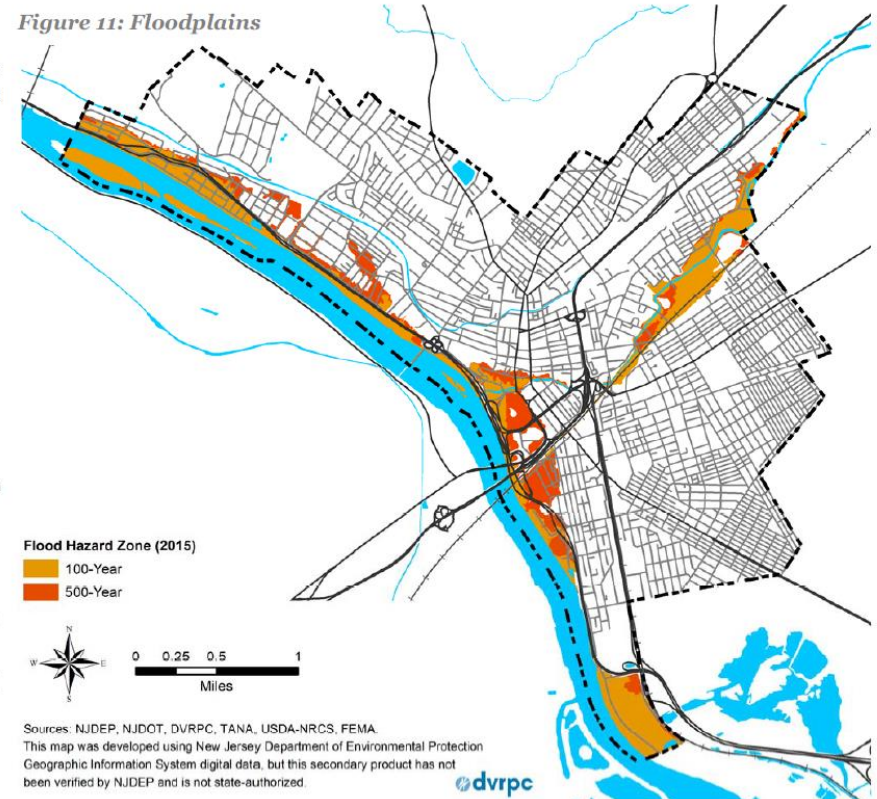 Figure 11: Floodplains
Flood Hazard Zone (2015)
100-Year
500-Year
N
W E
S
0 0.25 0.5 1
Miles
Sources: NJDEP, NJDOT, DVRPC, TANA, USDA-NRCS, FEMA.
This map was developed using New Jersey Department of Environmental Protection
Geographic Information System digital data, but this secondary product has not
been verified by NJDEP and is not state-authorized.
dvrpc